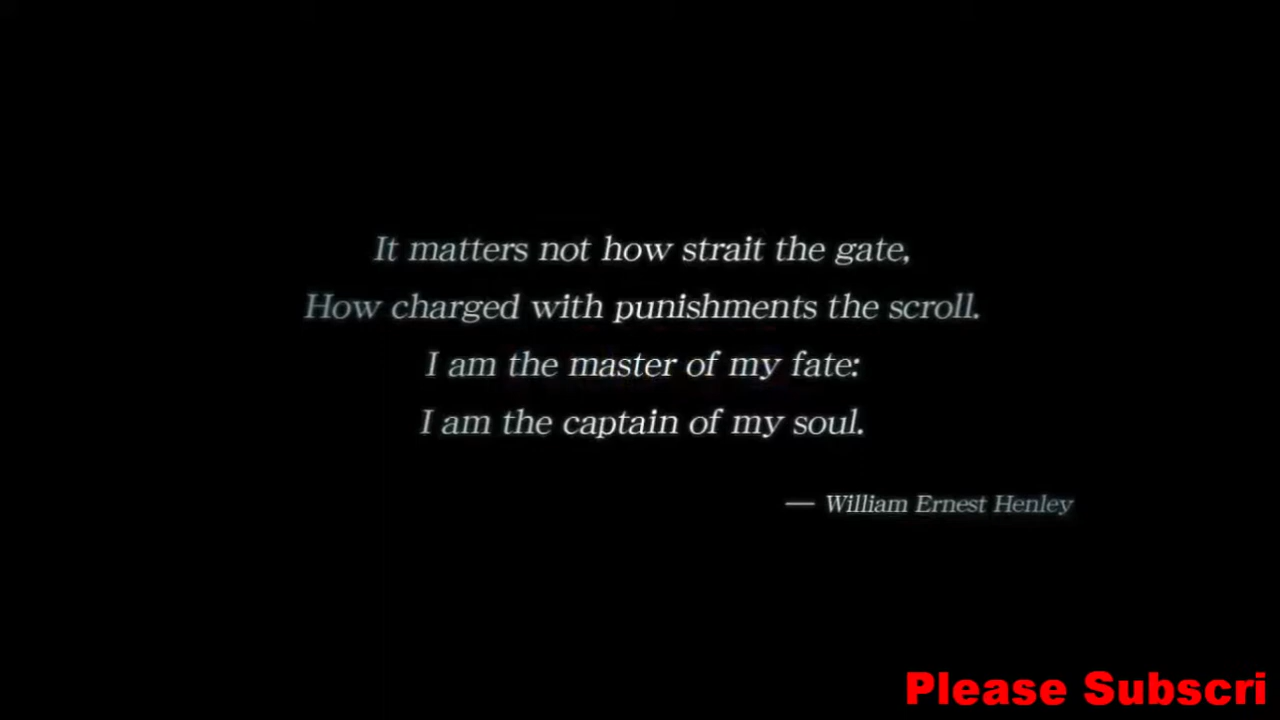 It matters not how strait the gate,
How charged with punishments the scroll.
I am the master of my fate:
I am the captain of my soul.
— William Ernest Henley
Please Subscri